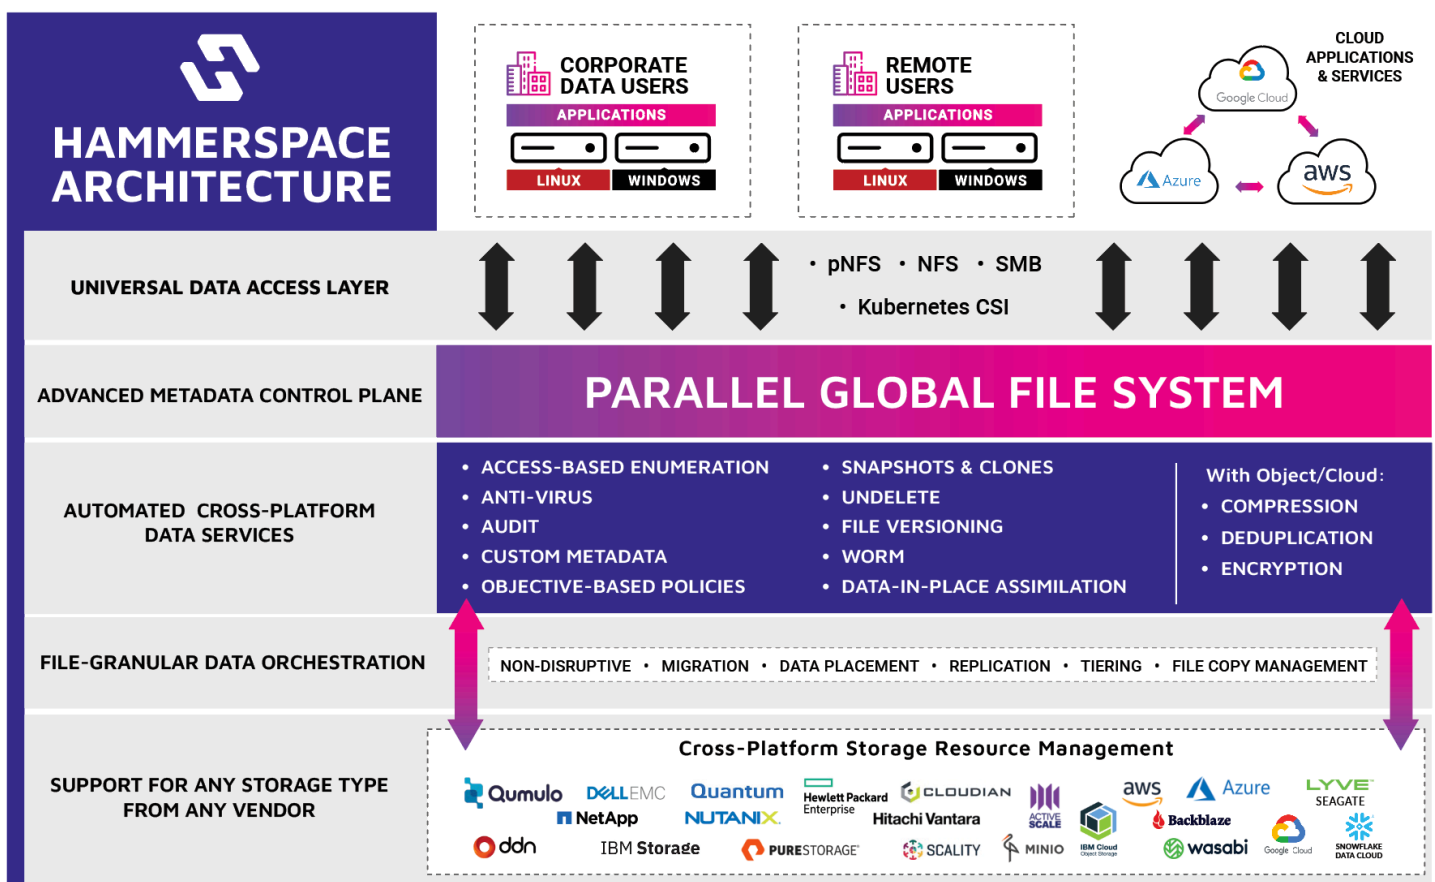 HAMMERSPACE
ARCHITECTURE
CORPORATE
DATA USERS
APPLICATIONS
LINUX
WINDOWS
REMOTE
USERS
APPLICATIONS
LINUX
WINDOWS
CLOUD
APPLICATIONS
& SERVICES
Google Cloud
Azure
aws
UNIVERSAL DATA ACCESS LAYER
• pNFS • NFS • SMB
• Kubernetes CSI
ADVANCED METADATA CONTROL PLANE
PARALLEL GLOBAL FILE SYSTEM
AUTOMATED CROSS-PLATFORM
DATA SERVICES
• ACCESS-BASED ENUMERATION
• ANTI-VIRUS
• AUDIT
• CUSTOM METADATA
• OBJECTIVE-BASED POLICIES
• SNAPSHOTS & CLONES
• UNDELETE
• FILE VERSIONING
• WORM
• DATA-IN-PLACE ASSIMILATION
With Object/Cloud:
• COMPRESSION
• DEDUPLICATION
• ENCRYPTION
FILE-GRANULAR DATA ORCHESTRATION
NON-DISRUPTIVE • MIGRATION • DATA PLACEMENT • REPLICATION • TIERING • FILE COPY MANAGEMENT
SUPPORT FOR ANY STORAGE TYPE
FROM ANY VENDOR
Cross-Platform Storage Resource Management
Qumulo
DELLEMC
Quantum
Hewlett Packard
Enterprise
CLOUDIAN
ACTIVE
SCALE
aws
Azure
LYVE™
SEAGATE
NetApp
NUTANIX.
Hitachi Vantara
IBM Cloud
Object Storage
Backblaze
Google Cloud
SNOWFLAKE
DATA CLOUD
ddn
IBM Storage
PURESTORAGE®
SCALITY
MINIO
wasabi